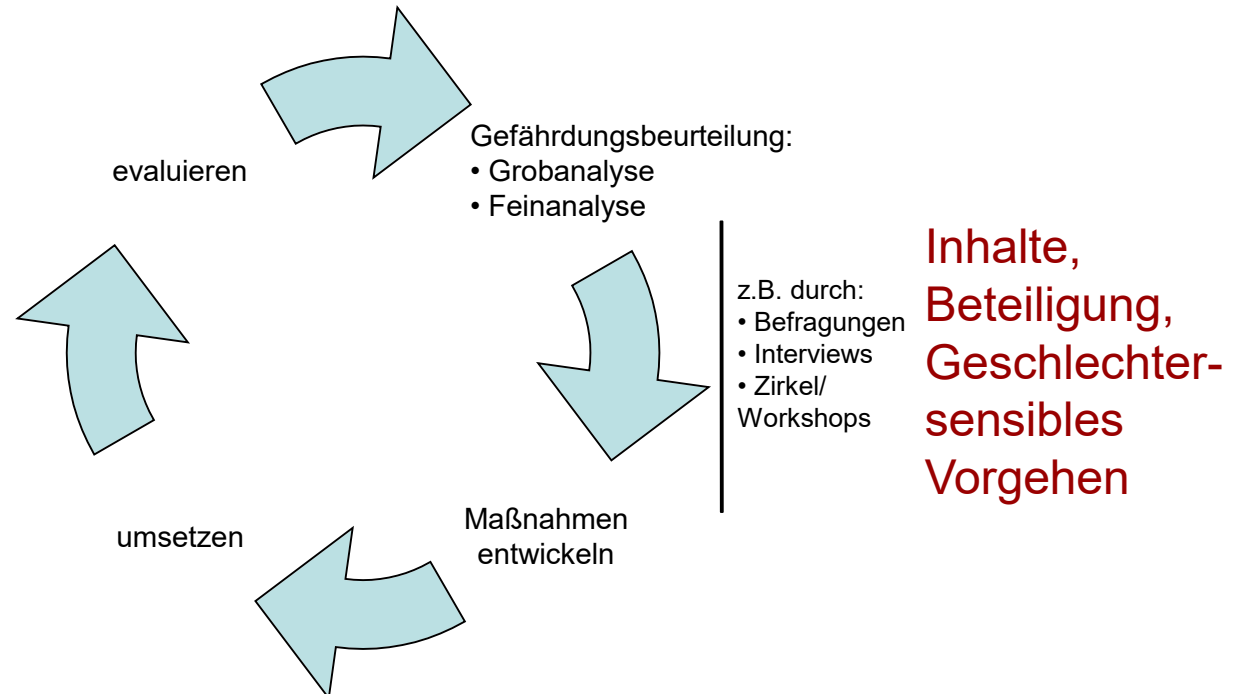 evaluieren
Gefährdungsbeurteilung:
• Grobanalyse
• Feinanalyse
z.B. durch:
• Befragungen
• Interviews
• Zirkel/
Workshops
Inhalte,
Beteiligung,
Geschlechter-
sensibles
Vorgehen
Maßnahmen
entwickeln
umsetzen